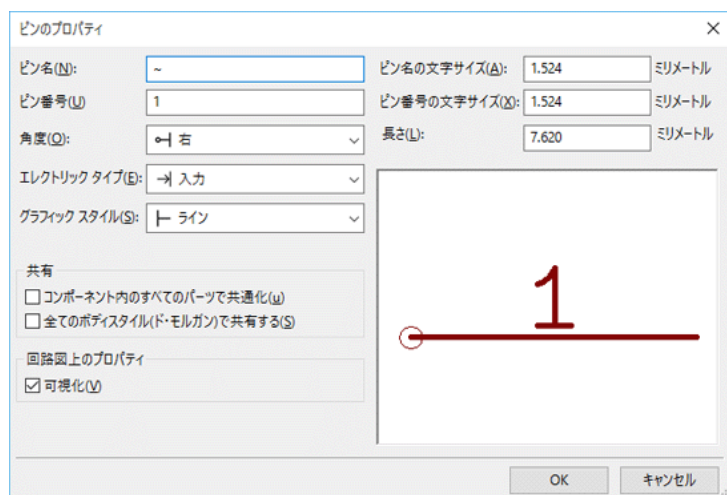 ピンのプロパティ
ピン名(N): ~
ピン番号(U) 1
角度(O): 右
エレクトリック タイプ(E): 入力
グラフィック スタイル(S): ライン
ピン名の文字サイズ(A): 1.524 ミリメートル
ピン番号の文字サイズ(X): 1.524 ミリメートル
長さ(L): 7.620 ミリメートル
共有
コンポーネント内のすべてのパーツで共通化(u)
全てのボディスタイル(ド・モルガン)で共有する(S)
回路図上のプロパティ
可視化(V)
1
OK キャンセル